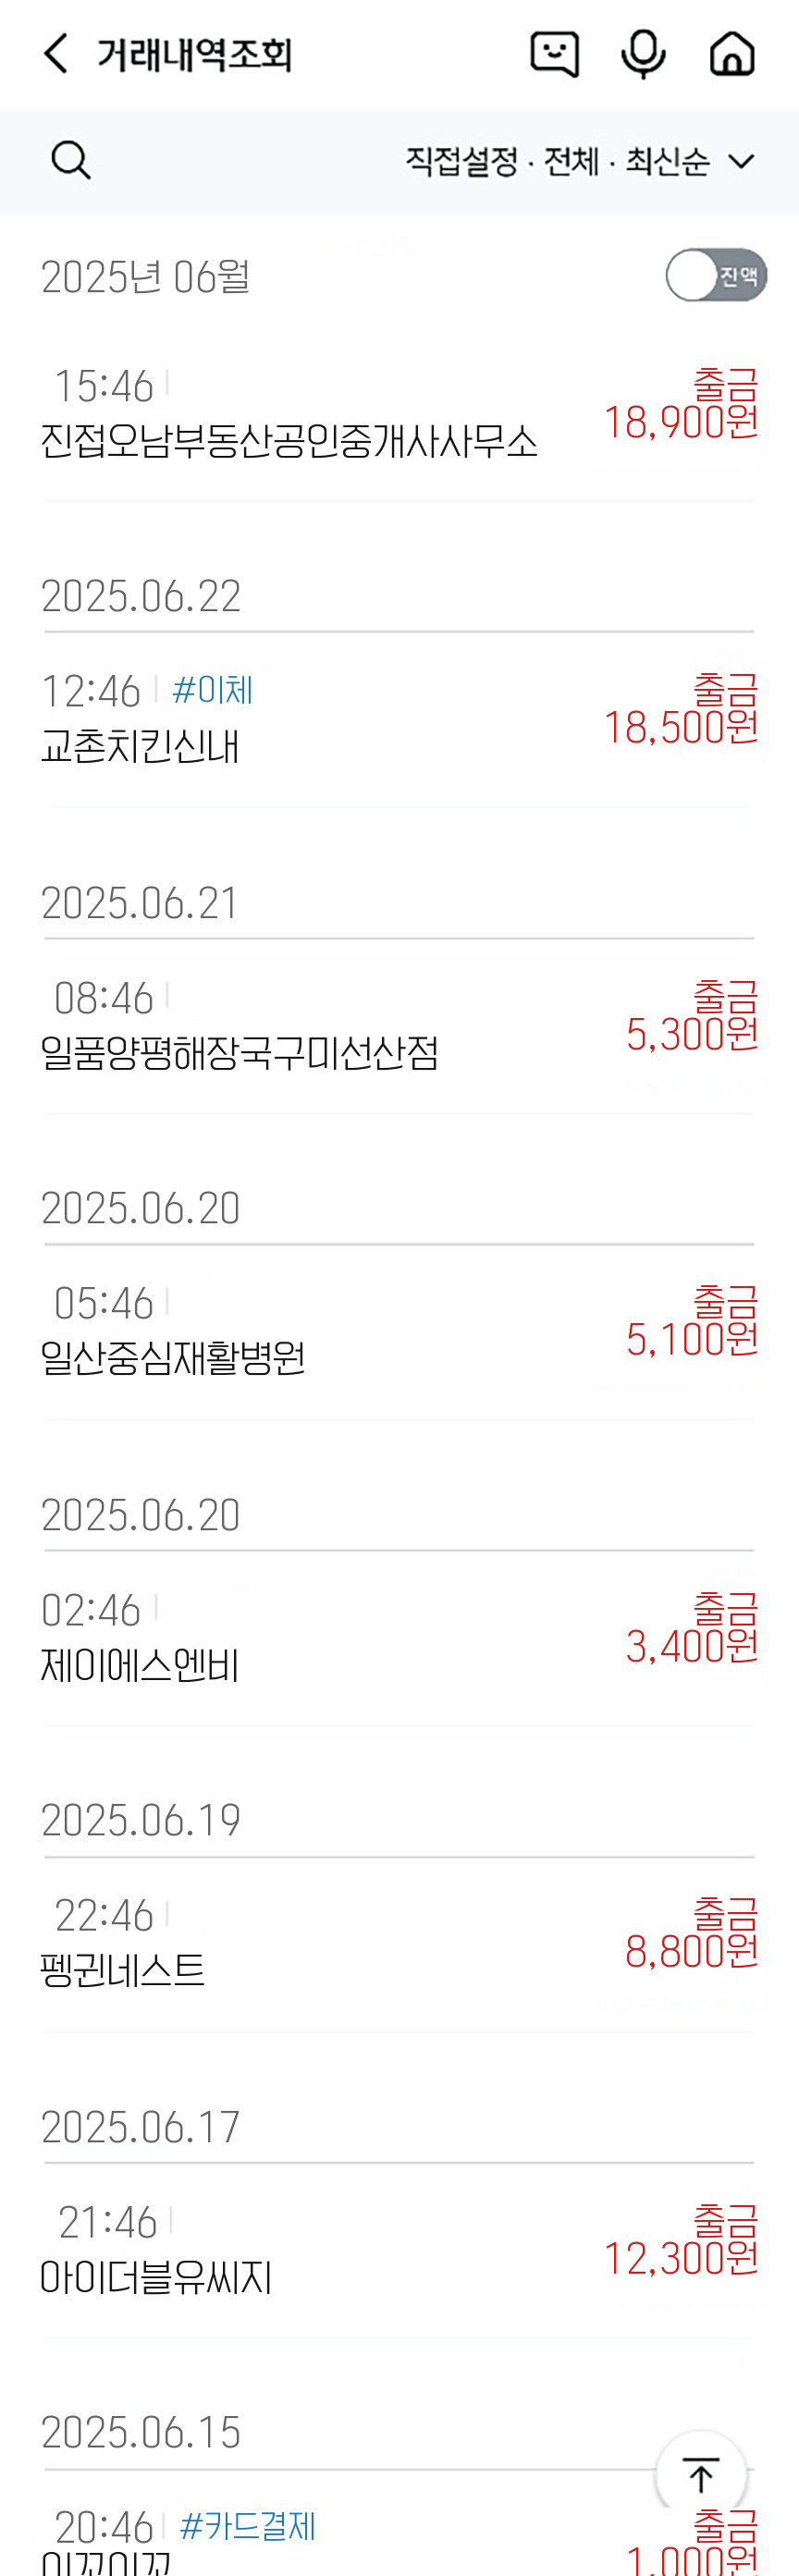 거래내역조회
직접설정 · 전체 · 최신순
2025년 06월
잔액
15:46
출금
진접오남부동산공인중개사사무소
18,900원
2025.06.22
12:46 #이체
출금
교촌치킨신내
18,500원
2025.06.21
08:46
출금
일품양평해장국구미선산점
5,300원
2025.06.20
05:46
출금
일산중심재활병원
5,100원
2025.06.20
02:46
출금
제이에스엔비
3,400원
2025.06.19
22:46
출금
펭귄네스트
8,800원
2025.06.17
21:46
출금
아이더블유씨지
12,300원
2025.06.15
20:46 #카드결제
출금
1,000원